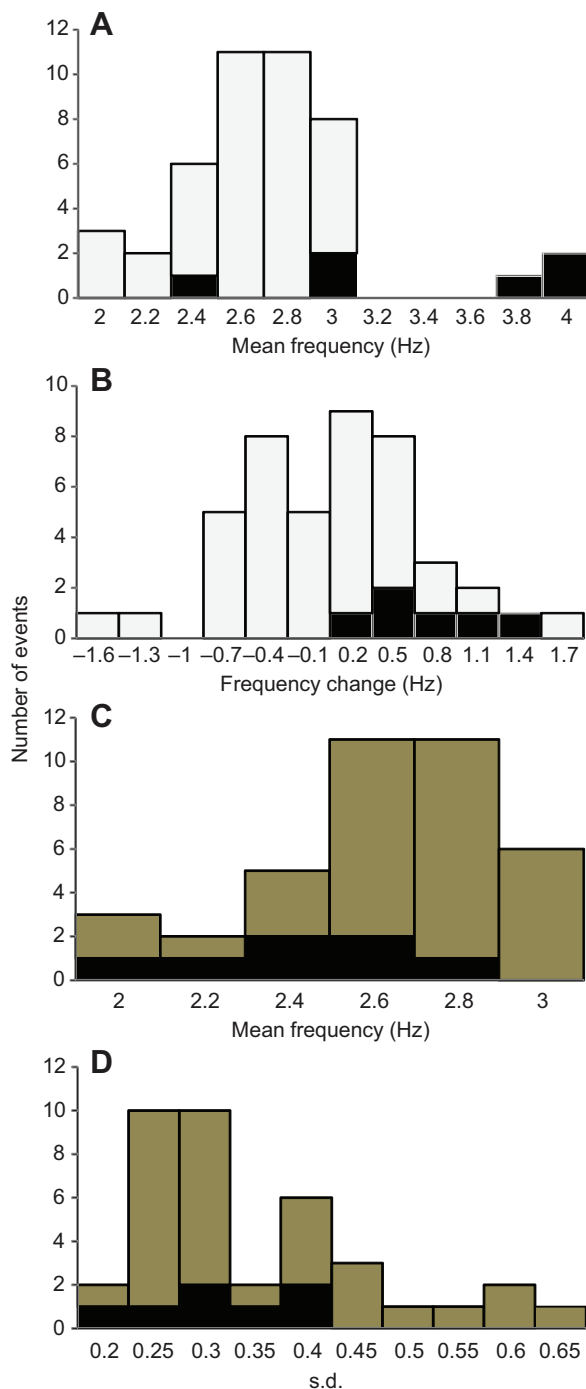 A
12
10
8
6
4
2
0
2 2.2 2.4 2.6 2.8 3 3.2 3.4 3.6 3.8 4
Mean frequency (Hz)
B
10
8
6
4
2
0
–1.6 –1.3 –1 –0.7 –0.4 –0.1 0.2 0.5 0.8 1.1 1.4 1.7
Frequency change (Hz)
Number of events
C
12
10
8
6
4
2
0
2 2.2 2.4 2.6 2.8 3
Mean frequency (Hz)
D
12
10
8
6
4
2
0
0.2 0.25 0.3 0.35 0.4 0.45 0.5 0.55 0.6 0.65
s.d.